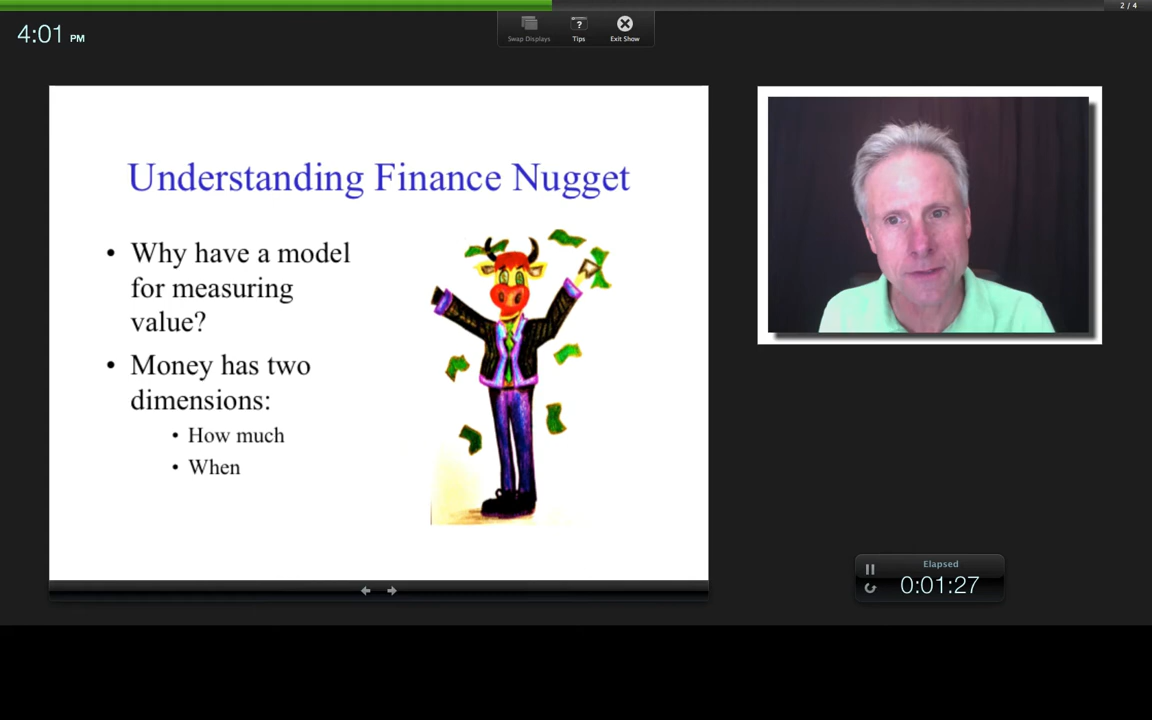 2 / 4
4:01 PM
Swap Displays
?
Tips
Exit Show
Understanding Finance Nugget
• Why have a model
for measuring
value?
• Money has two
dimensions:
• How much
• When
Elapsed
0:01:27